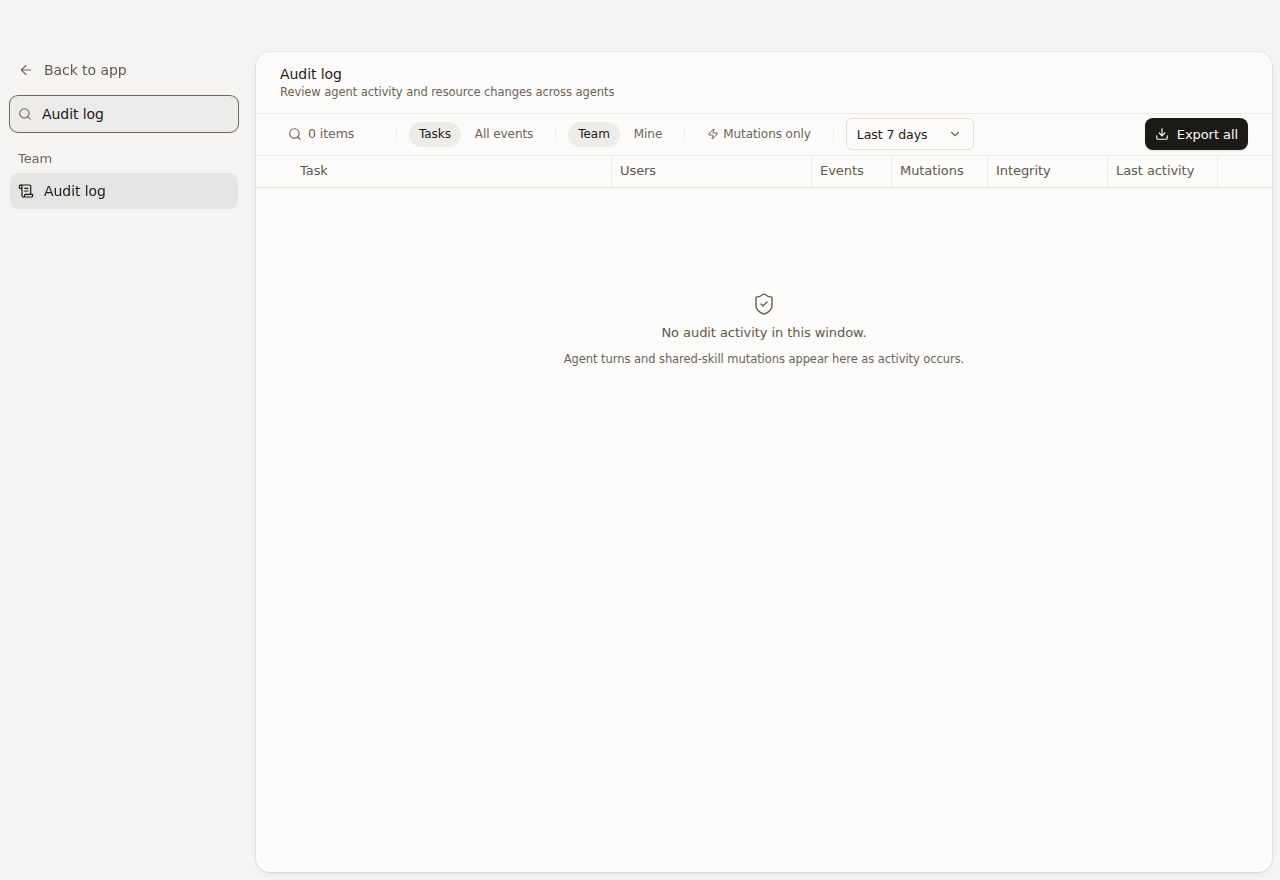 Back to app
Audit log
Team
Audit log
Audit log
Review agent activity and resource changes across agents
0 items Tasks All events Team Mine Mutations only Last 7 days Export all
Task Users Events Mutations Integrity Last activity
No audit activity in this window.
Agent turns and shared-skill mutations appear here as activity occurs.